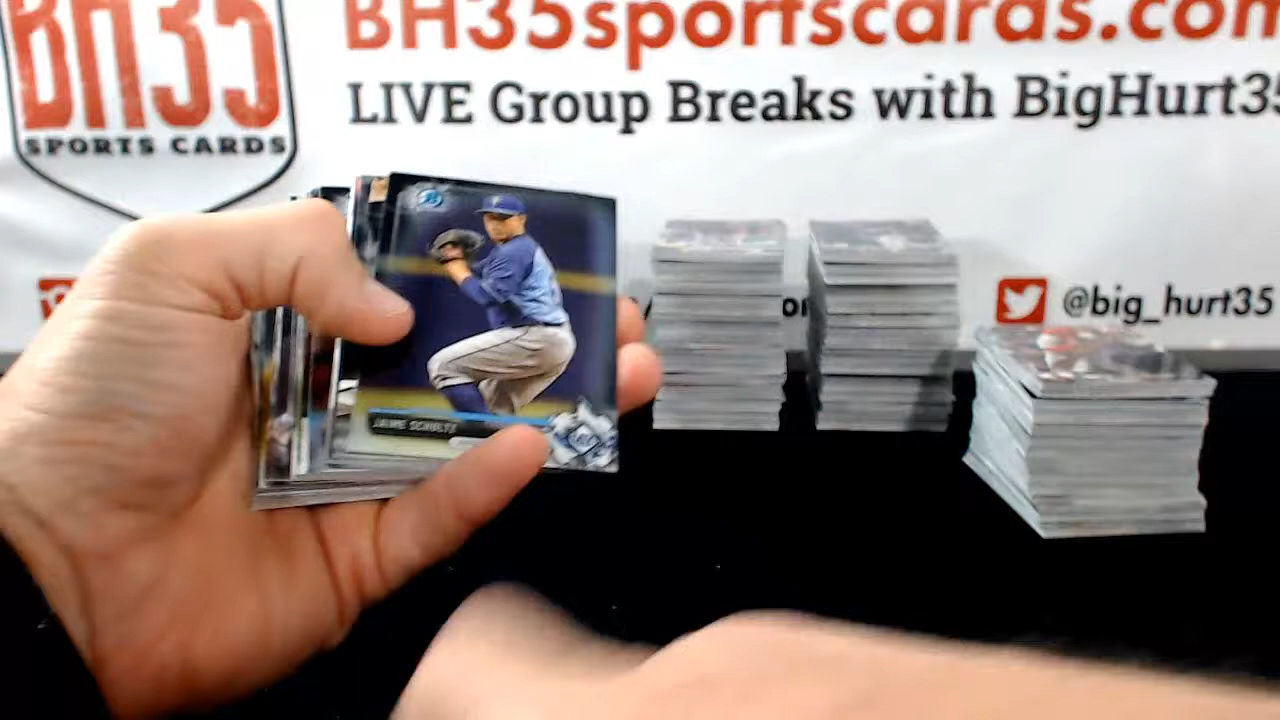 BH35
SPORTS CARDS
BH35sportscards.com
LIVE Group Breaks with BigHurt35
@big_hurt35
JAIME SCHULTZ